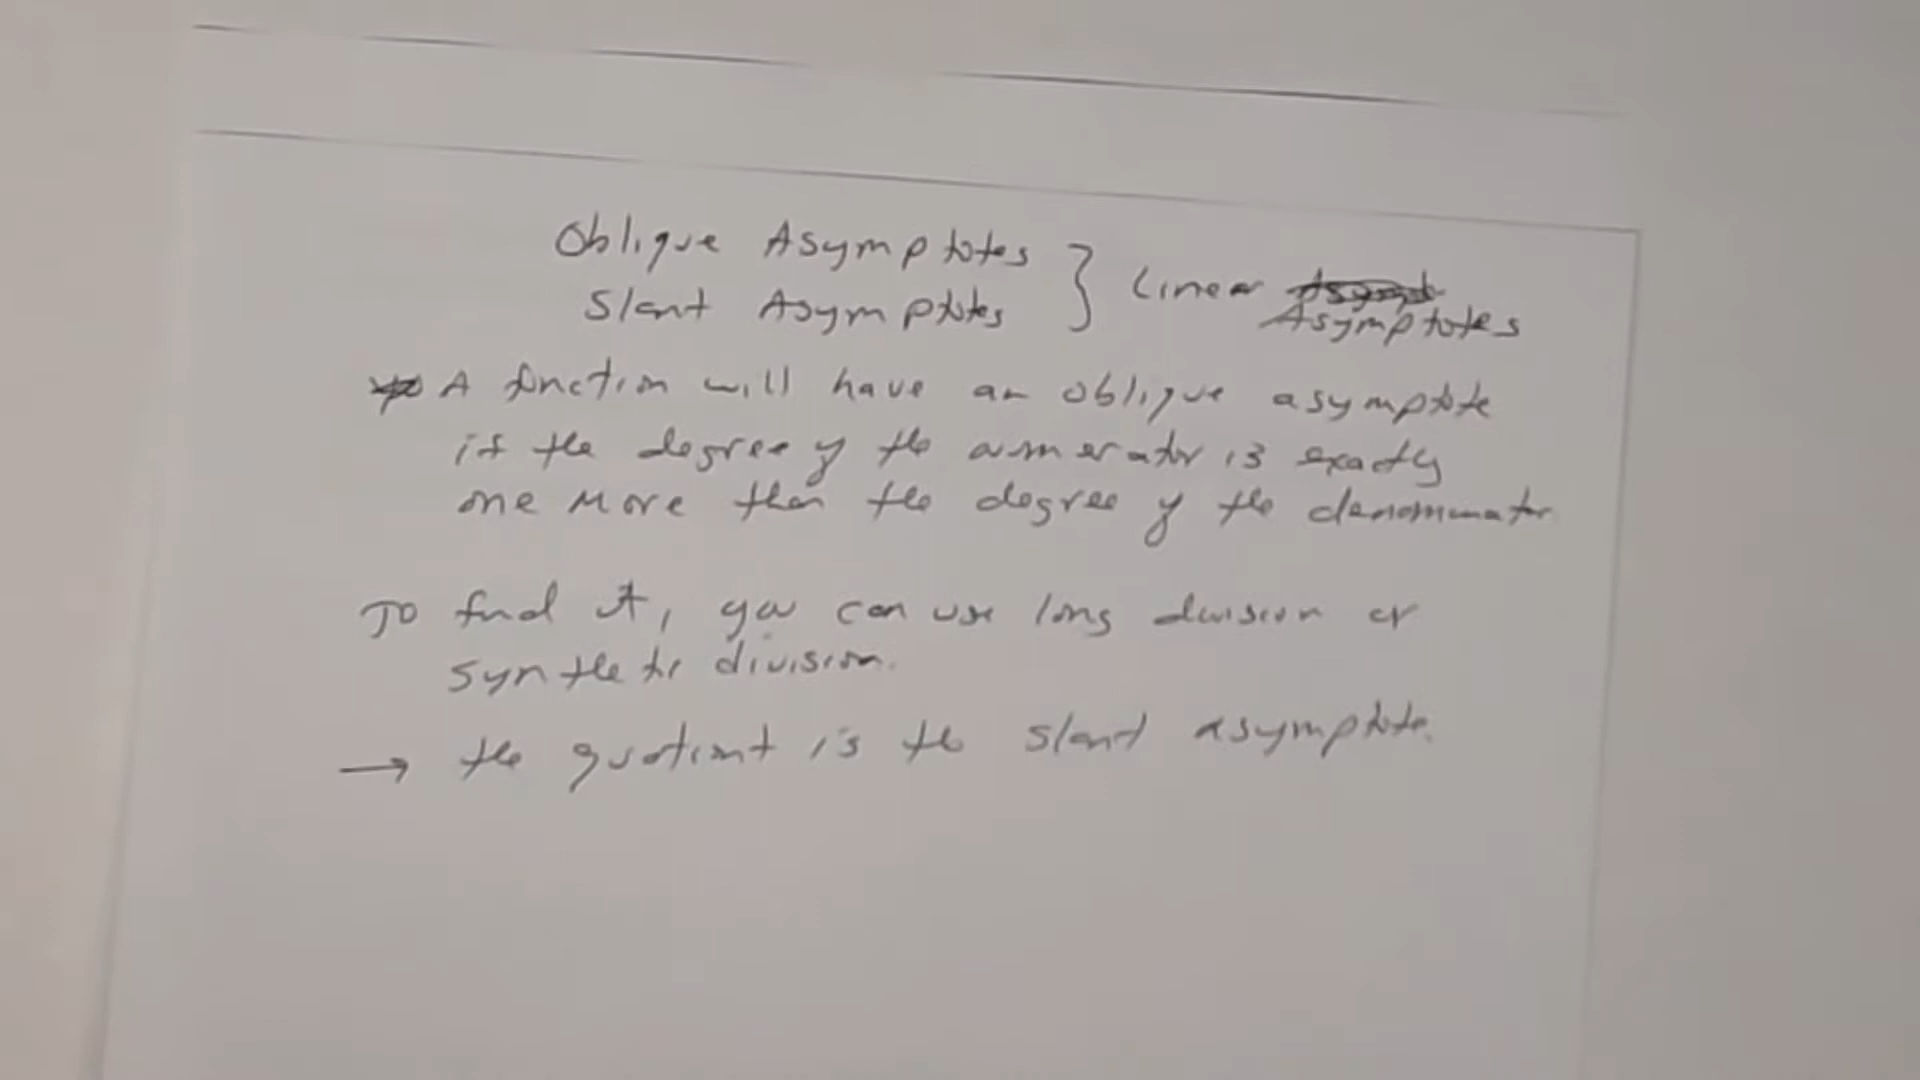 Oblique Asymptotes
Slant Asymptotes } Linear Asymptotes
A function will have an oblique asymptote
if the degree of the numerator is exactly
one more than the degree of the denominator
To find it, you can use long division or
synthetic division.
→ the quotient is the slant asymptote.